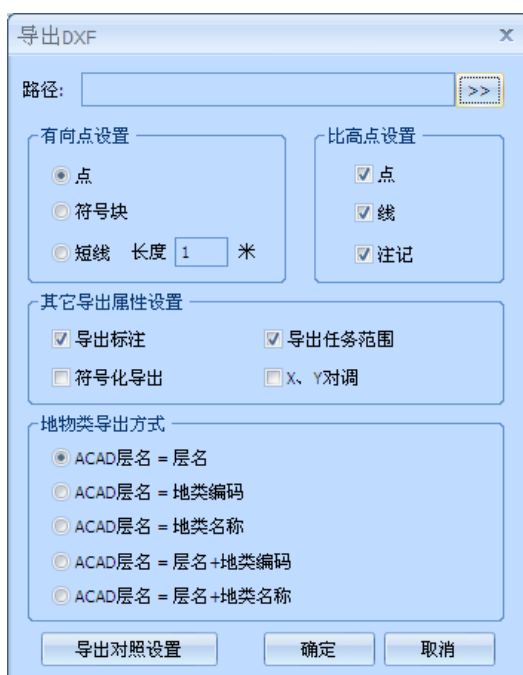 导出DXF
路径: >>
有向点设置 比高点设置
点 点
符号块 线
短线 长度 1 米 注记
其它导出属性设置
导出标注 导出任务范围
符号化导出 X、Y对调
地物类导出方式
ACAD层名 = 层名
ACAD层名 = 地类编码
ACAD层名 = 地类名称
ACAD层名 = 层名+地类编码
ACAD层名 = 层名+地类名称
导出对照设置 确定 取消